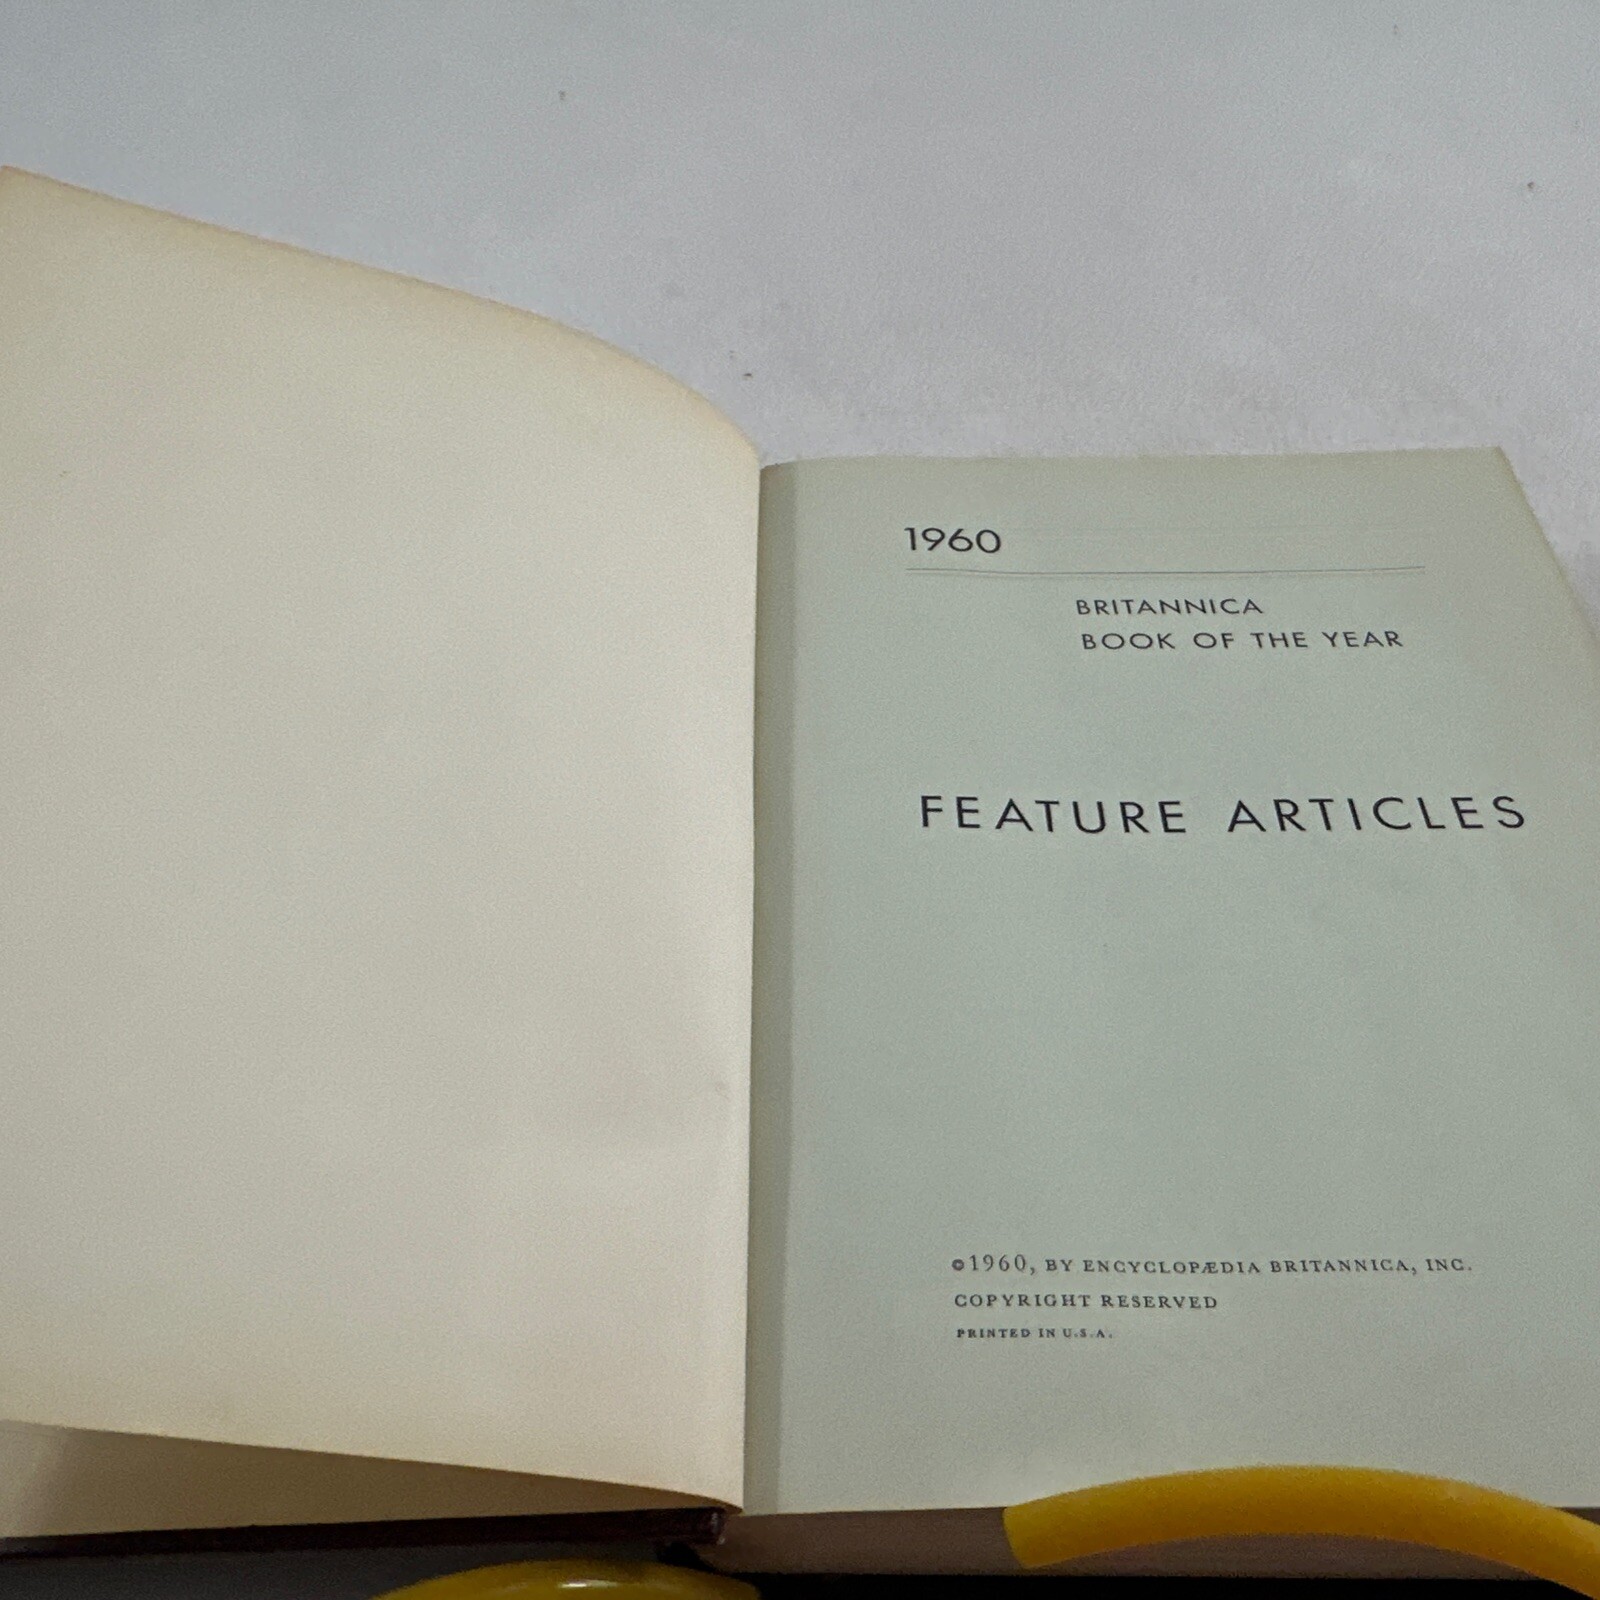 1960
BRITANNICA
BOOK OF THE YEAR
FEATURE ARTICLES
©1960, BY ENCYCLOPÆDIA BRITANNICA, INC.
COPYRIGHT RESERVED
PRINTED IN U.S.A.